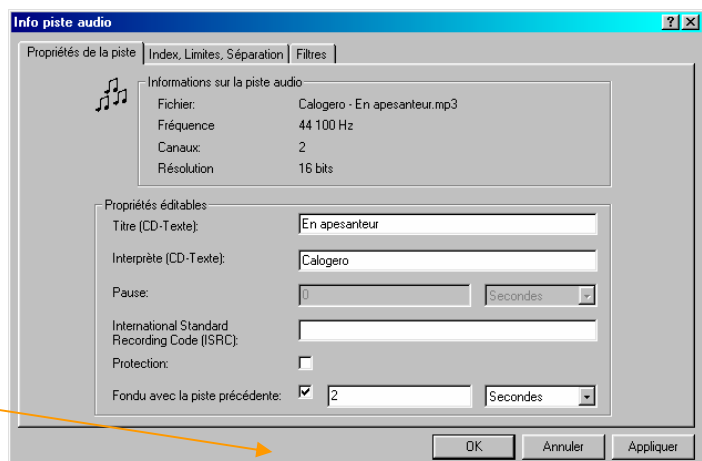 Info piste audio
Propriétés de la piste Index, Limites, Séparation Filtres
Informations sur la piste audio
Fichier: Calogero - En apesanteur.mp3
Fréquence 44 100 Hz
Canaux: 2
Résolution 16 bits
Propriétés éditables
Titre (CD-Texte): En apesanteur
Interprète (CD-Texte): Calogero
Pause: 0 Secondes
International Standard
Recording Code (ISRC):
Protection:
Fondu avec la piste précédente: 2 Secondes
OK Annuler Appliquer